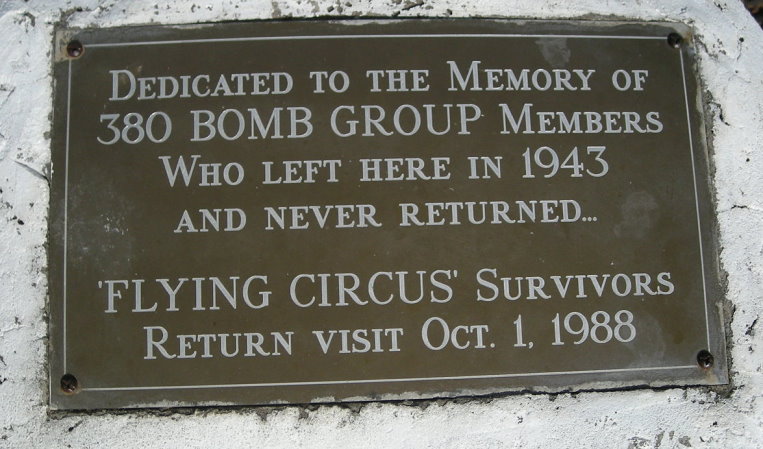 Dedicated to the Memory of
380 BOMB GROUP Members
Who left here in 1943
and never returned...
'FLYING CIRCUS' Survivors
Return visit Oct. 1, 1988